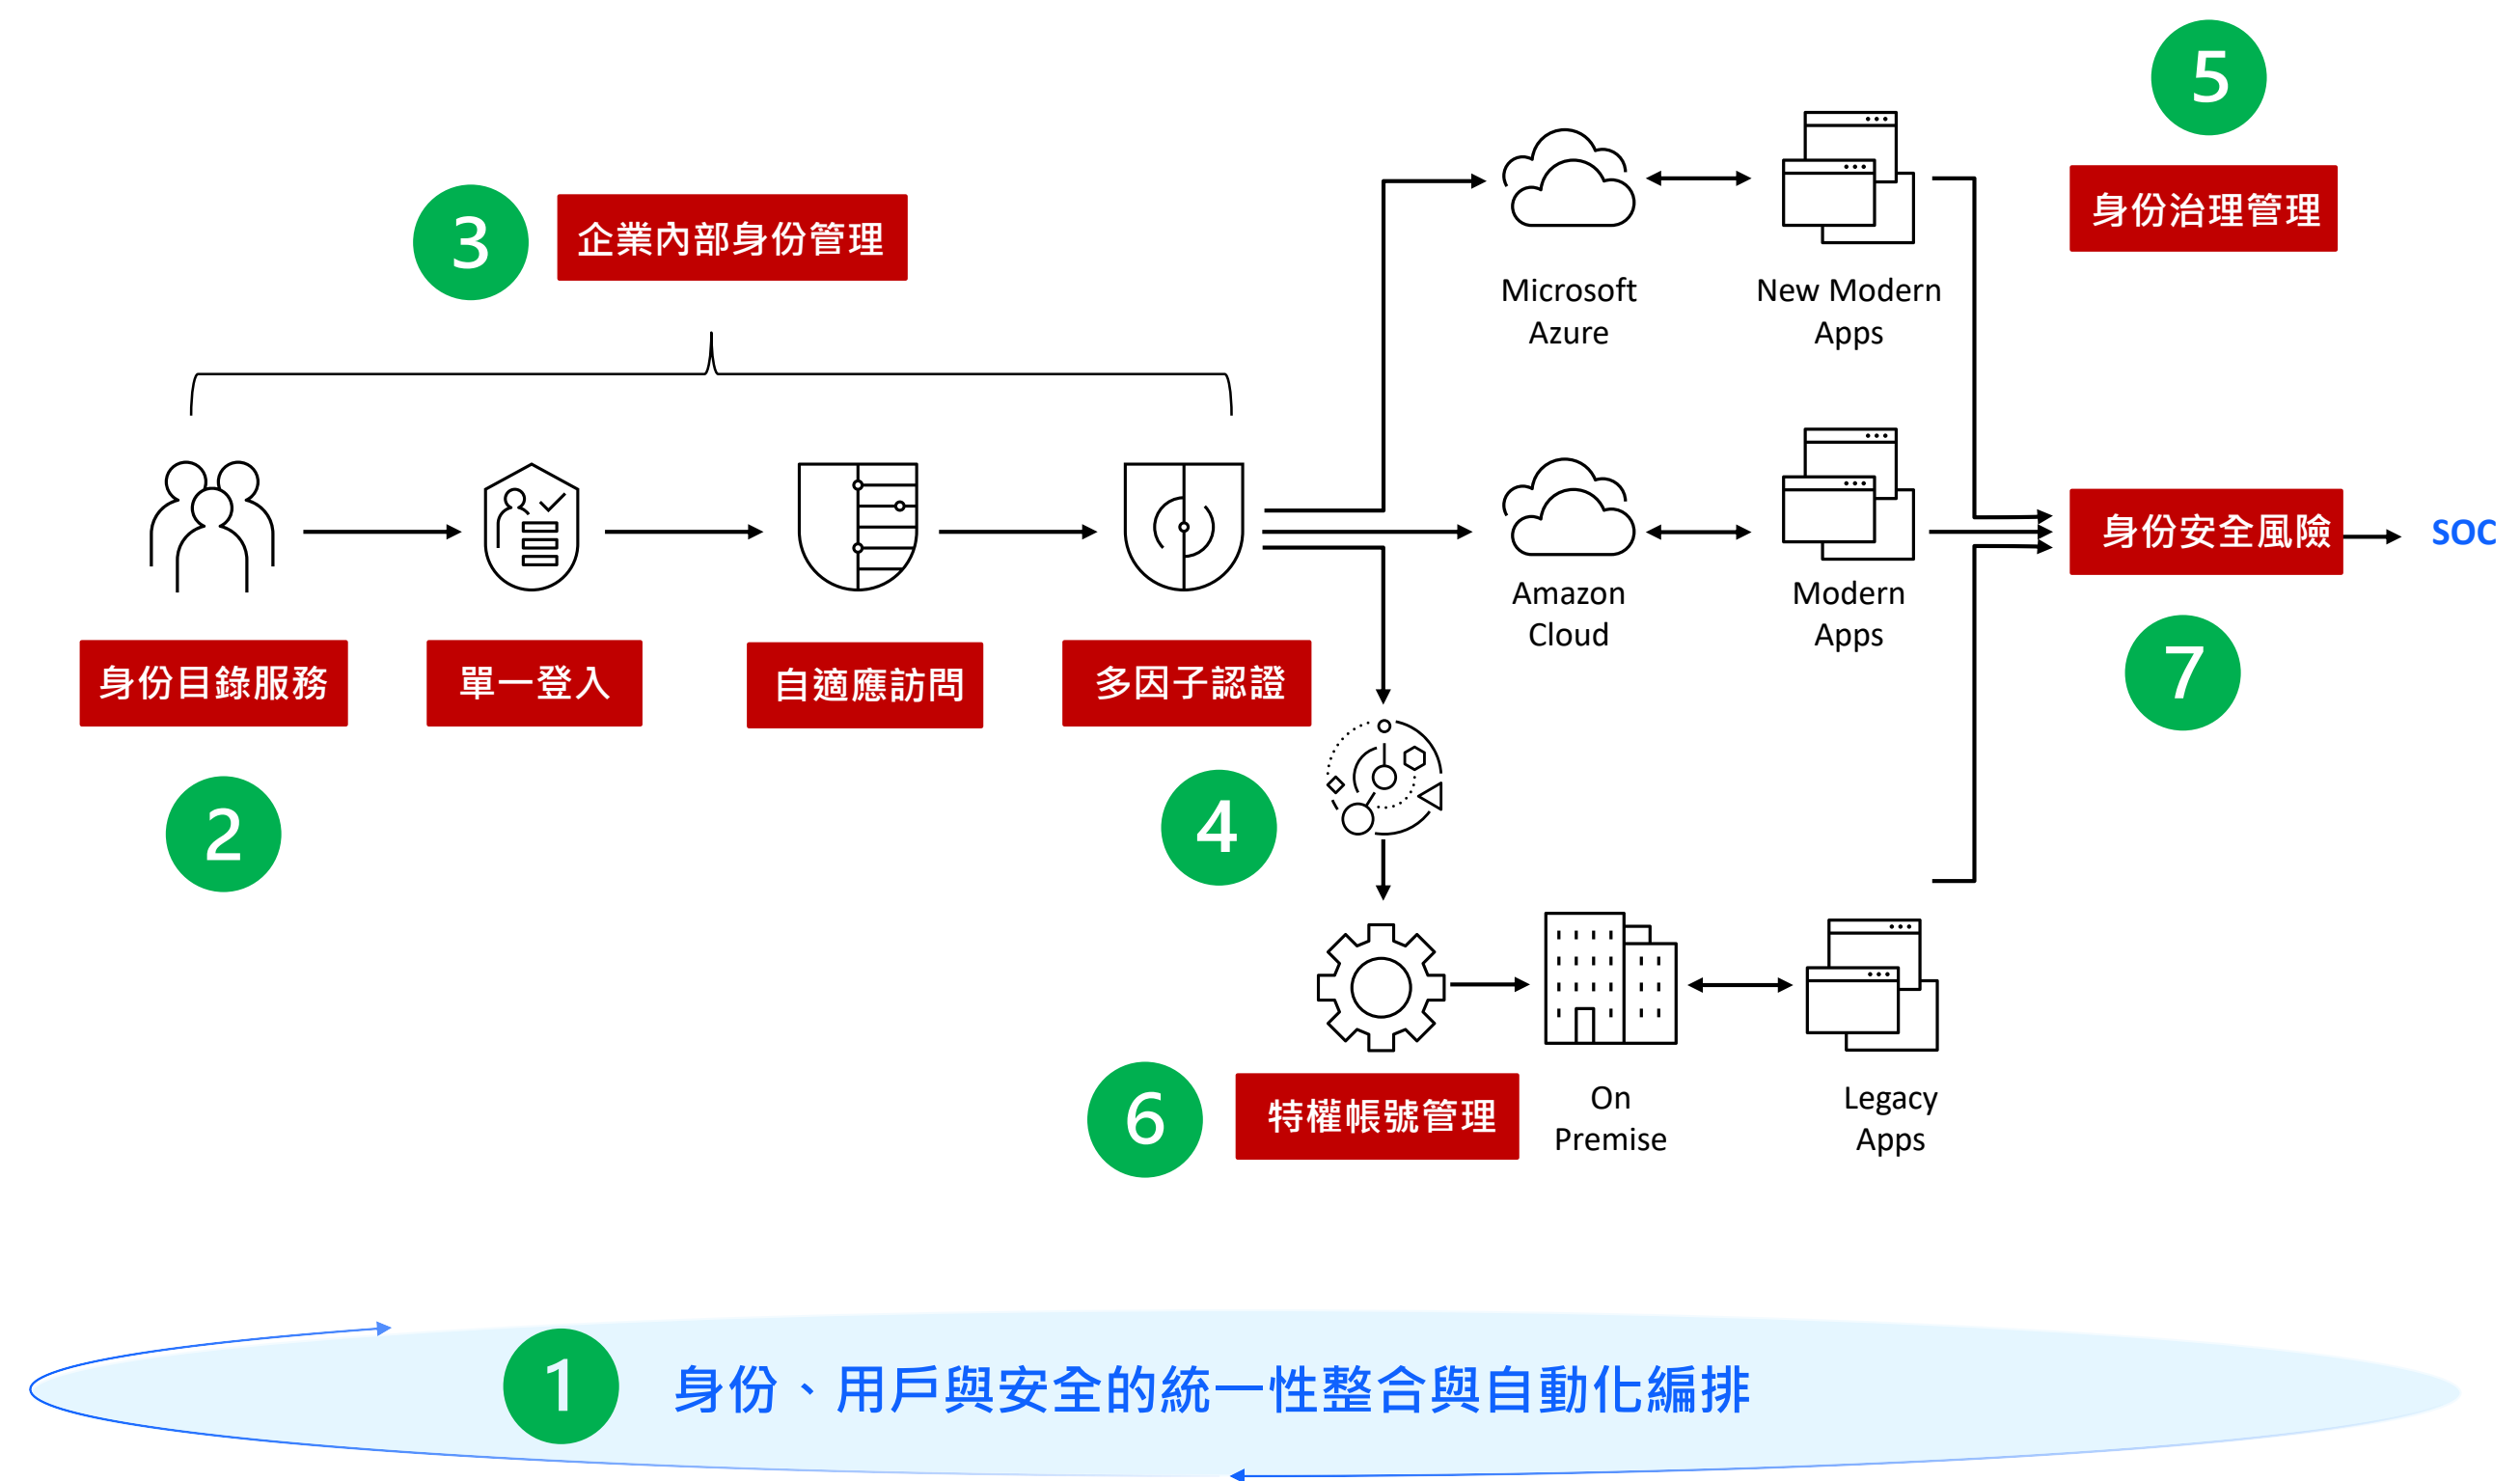 5
3
企業內部身份管理
身份治理管理
Microsoft
Azure
New Modern
Apps
身份安全風險
SOC
Amazon
Cloud
Modern
Apps
身份目錄服務
單一登入
自適應訪問
多因子認證
7
2
4
6
特權帳號管理
On
Premise
Legacy
Apps
1
身份、用戶與安全的統一性整合與自動化編排